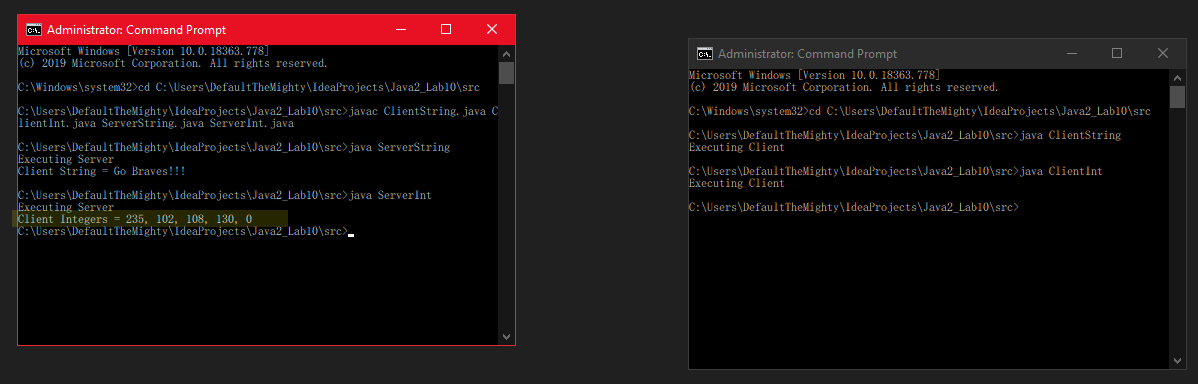 Administrator: Command Prompt
Microsoft Windows [Version 10.0.18363.778]
(c) 2019 Microsoft Corporation. All rights reserved.
C:\Windows\system32>cd C:\Users\DefaultTheMighty\IdeaProjects\Java2_Lab10\src
C:\Users\DefaultTheMighty\IdeaProjects\Java2_Lab10\src>javac ClientString.java C
lientInt.java ServerString.java ServerInt.java
C:\Users\DefaultTheMighty\IdeaProjects\Java2_Lab10\src>java ServerString
Executing Server
Client String = Go Braves!!!
C:\Users\DefaultTheMighty\IdeaProjects\Java2_Lab10\src>java ServerInt
Executing Server
Client Integers = 235, 102, 108, 130, 0
C:\Users\DefaultTheMighty\IdeaProjects\Java2_Lab10\src>
Administrator: Command Prompt
Microsoft Windows [Version 10.0.18363.778]
(c) 2019 Microsoft Corporation. All rights reserved.
C:\Windows\system32>cd C:\Users\DefaultTheMighty\IdeaProjects\Java2_Lab10\src
C:\Users\DefaultTheMighty\IdeaProjects\Java2_Lab10\src>java ClientString
Executing Client
C:\Users\DefaultTheMighty\IdeaProjects\Java2_Lab10\src>java ClientInt
Executing Client
C:\Users\DefaultTheMighty\IdeaProjects\Java2_Lab10\src>